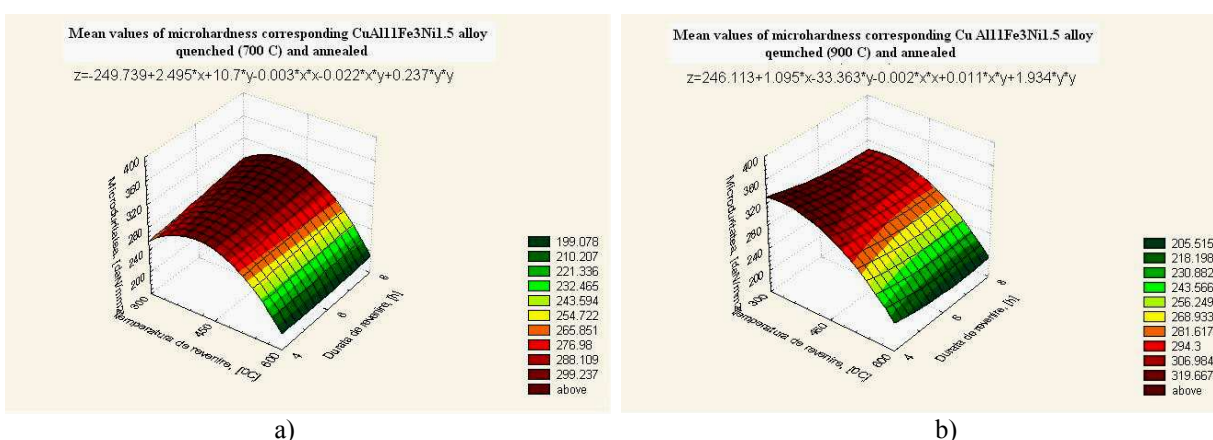 Mean values of microhardness corresponding CuAl11Fe3Ni1.5 alloy
quenched (700 C) and annealed
z=-249.739+2.495*x+10.7*y-0.003*x*x-0.022*x*y+0.237*y*y
400
360
320
280
240
200
300
450
600
4
6
8
Temperatura de revenire, [0C]
Durata de revenire, [h]
199.078
210.207
221.336
232.465
243.594
254.722
265.851
276.98
288.109
299.237
above
a)
Mean values of microhardness corresponding Cu Al11Fe3Ni1.5 alloy
qeunched (900 C) and annealed
z=246.113+1.095*x-33.363*y-0.002*x*x+0.011*x*y+1.934*y*y
Microduritatea, [daN/mm2
400
360
320
280
240
200
300
450
600
4
6
8
Temperatura de revenire, [0C]
Durata de revenire, [h]
205.515
218.198
230.882
243.566
256.249
268.933
281.617
294.3
306.984
319.667
above
b)